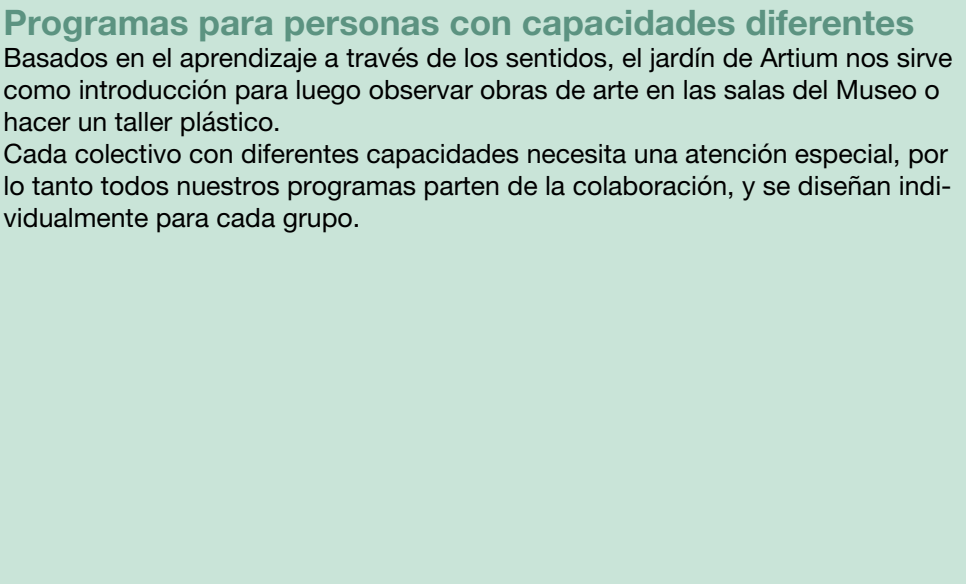 Programas para personas con capacidades diferentes
Basados en el aprendizaje a través de los sentidos, el jardín de Artium nos sirve
como introducción para luego observar obras de arte en las salas del Museo o
hacer un taller plástico.
Cada colectivo con diferentes capacidades necesita una atención especial, por
lo tanto todos nuestros programas parten de la colaboración, y se diseñan indi-
vidualmente para cada grupo.